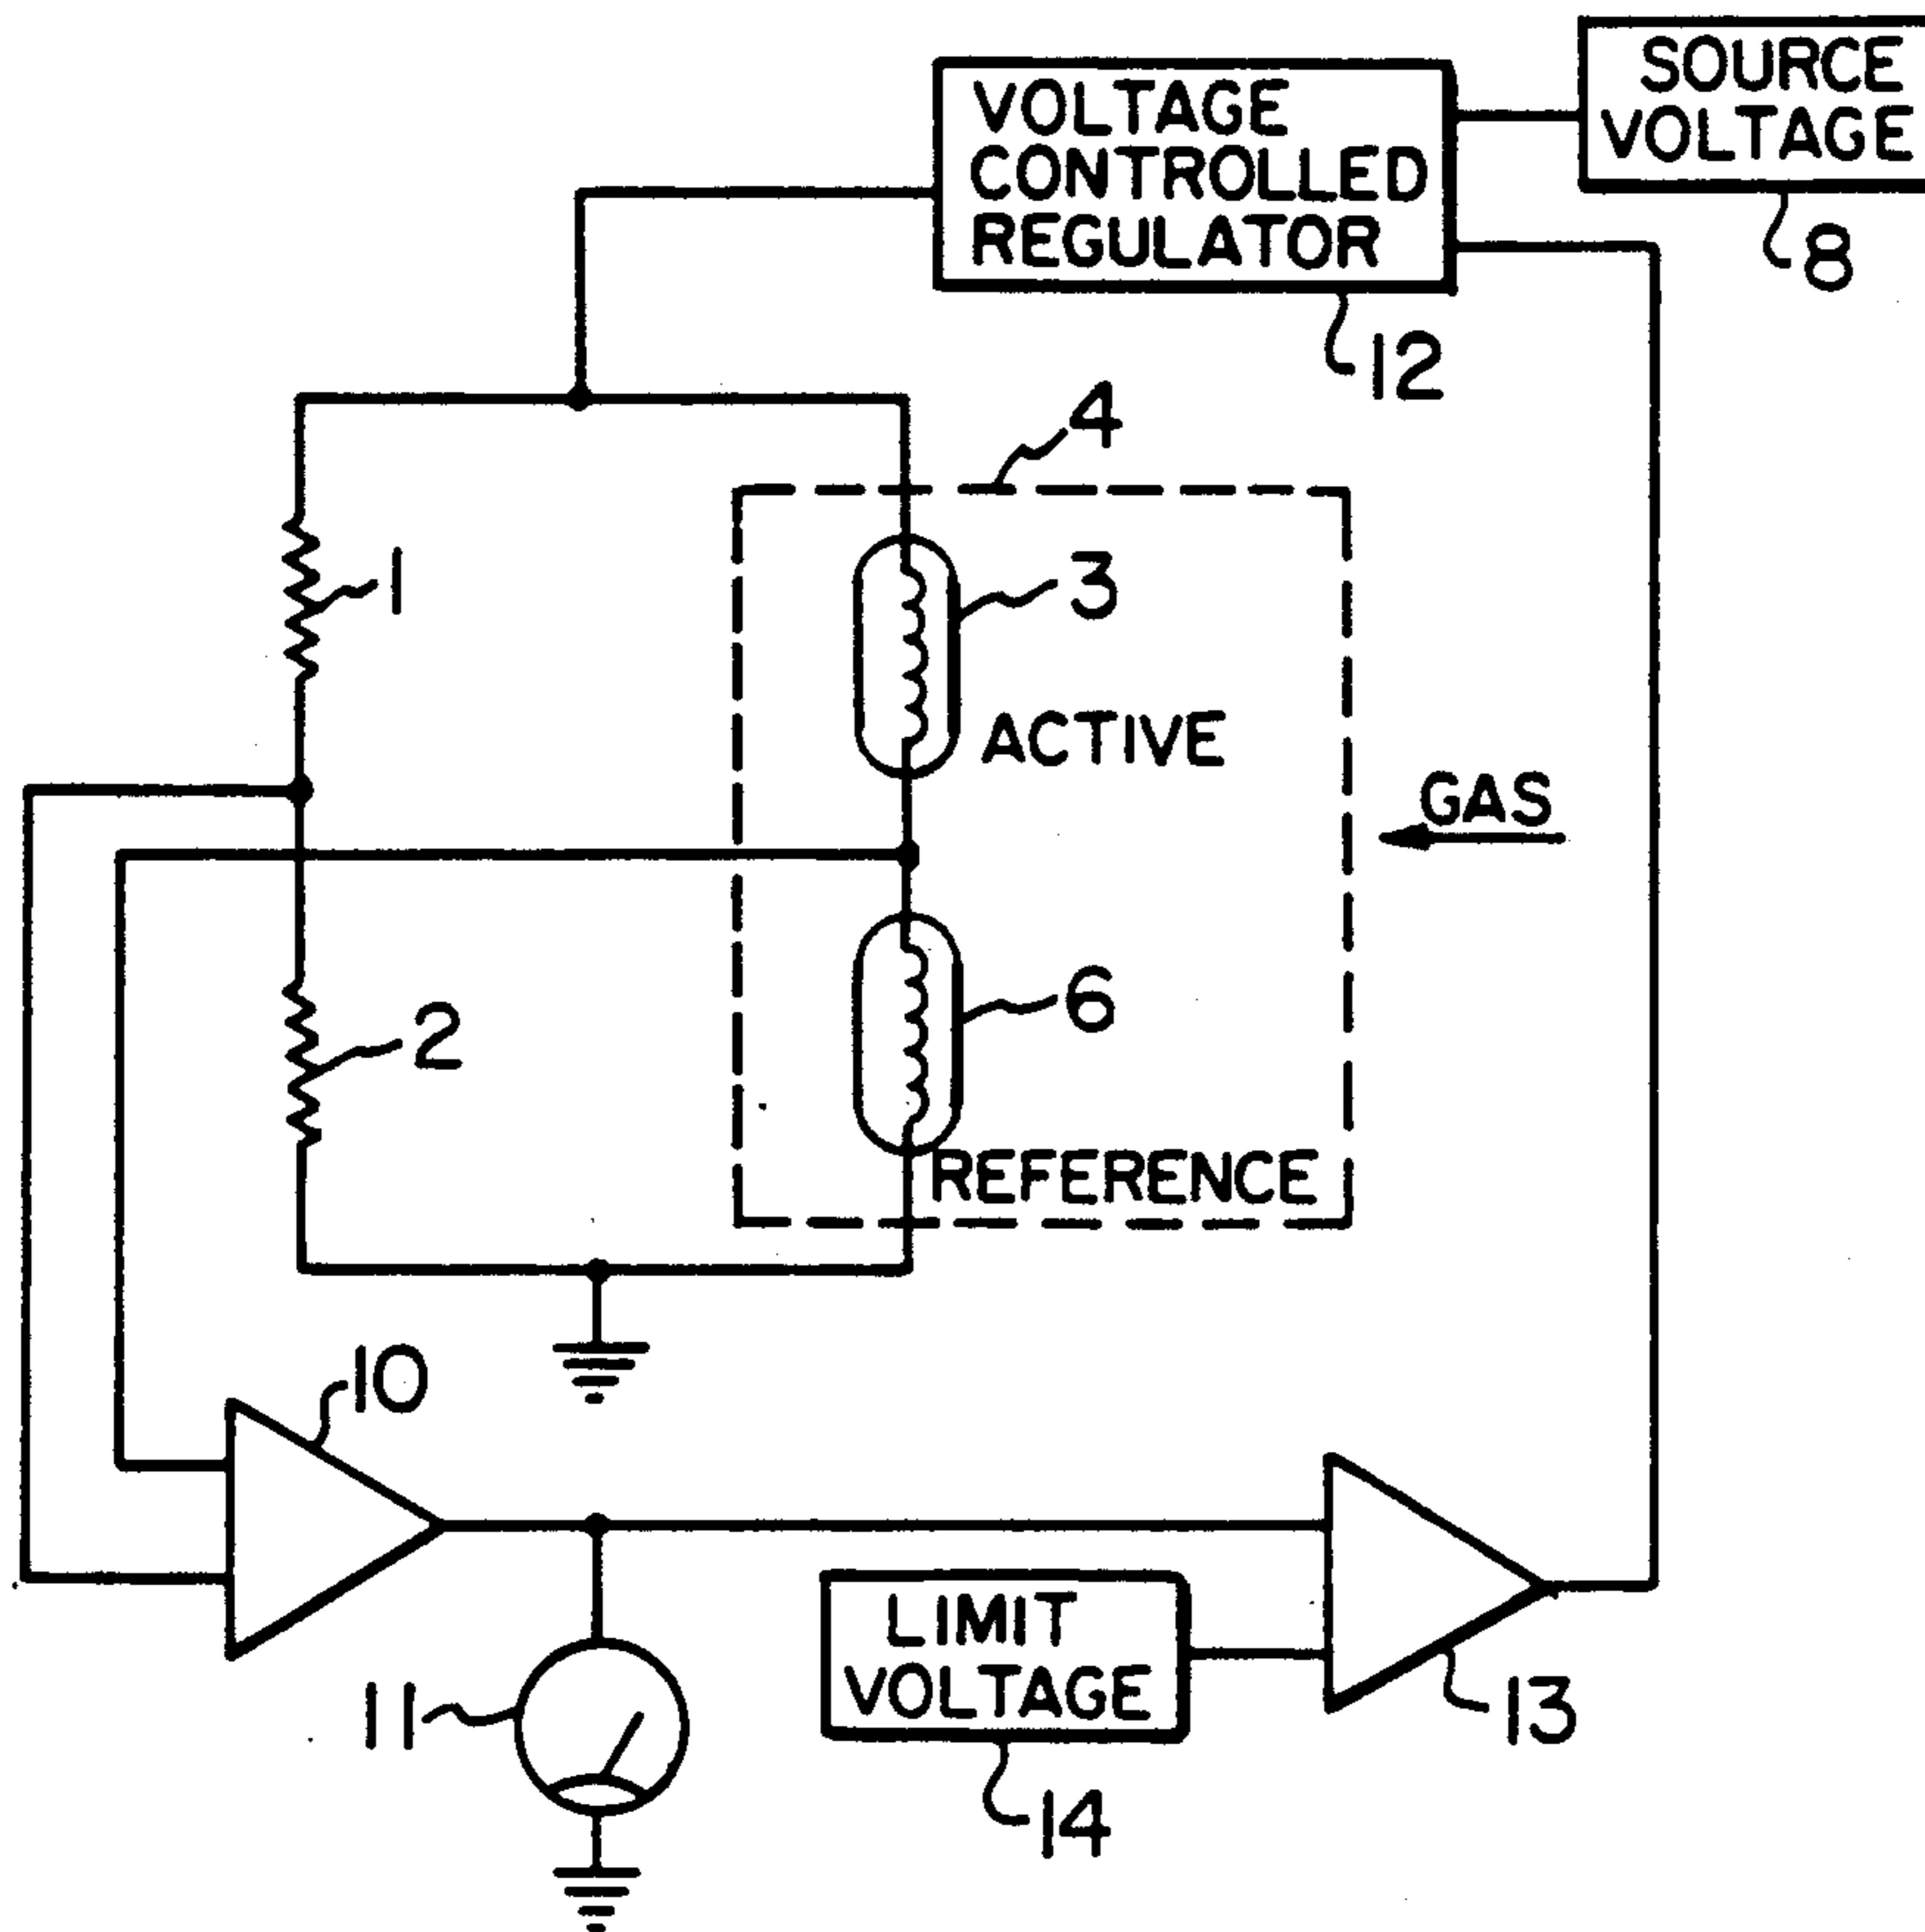 SOURCE
VOLTAGE
8
VOLTAGE
CONTROLLED
REGULATOR
12
4
1
3
ACTIVE
GAS
2
6
REFERENCE
10
LIMIT
VOLTAGE
11
13
14